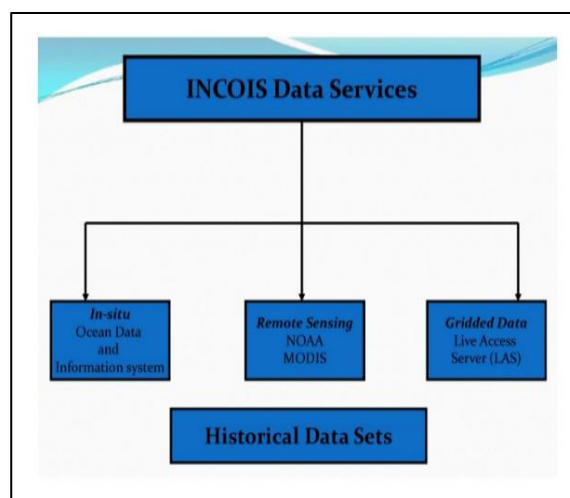 INCOIS Data Services
In-situ
Ocean Data
and
Information system
Remote Sensing
NOAA
MODIS
Gridded Data
Live Access
Server (LAS)
Historical Data Sets